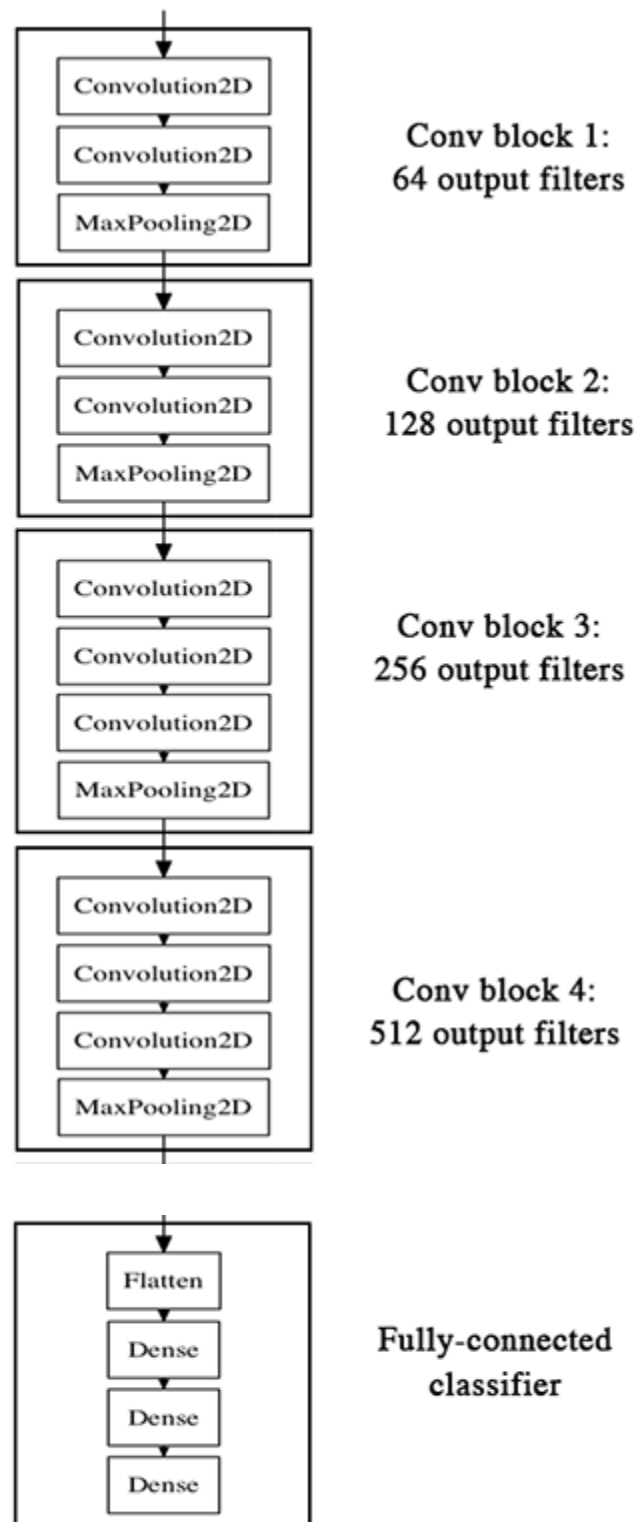 Convolution2D
Convolution2D
MaxPooling2D
Conv block 1:
64 output filters
Convolution2D
Convolution2D
MaxPooling2D
Conv block 2:
128 output filters
Convolution2D
Convolution2D
Convolution2D
MaxPooling2D
Conv block 3:
256 output filters
Convolution2D
Convolution2D
Convolution2D
MaxPooling2D
Conv block 4:
512 output filters
Flatten
Dense
Dense
Dense
Fully-connected
classifier